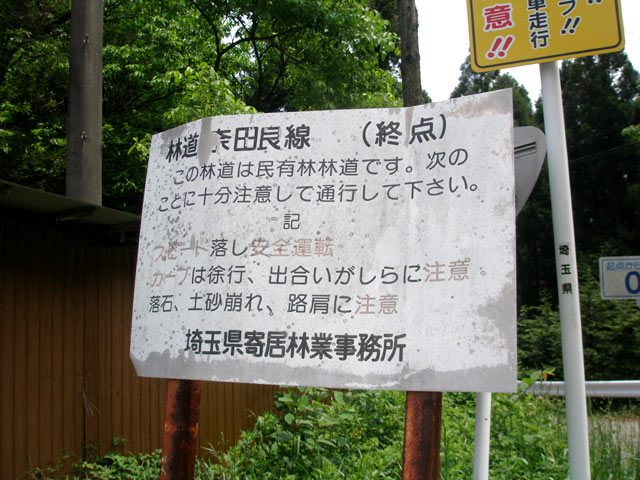 意!!
車走行
ブ!!
林道 奈田良線 （終点）
この林道は民有林林道です。次の
ことに十分注意して通行して下さい。
記
スピード落し安全運転
カーブは徐行、出合いがしらに注意
落石、土砂崩れ、路肩に注意
埼玉県寄居林業事務所
埼玉県
起点から
0